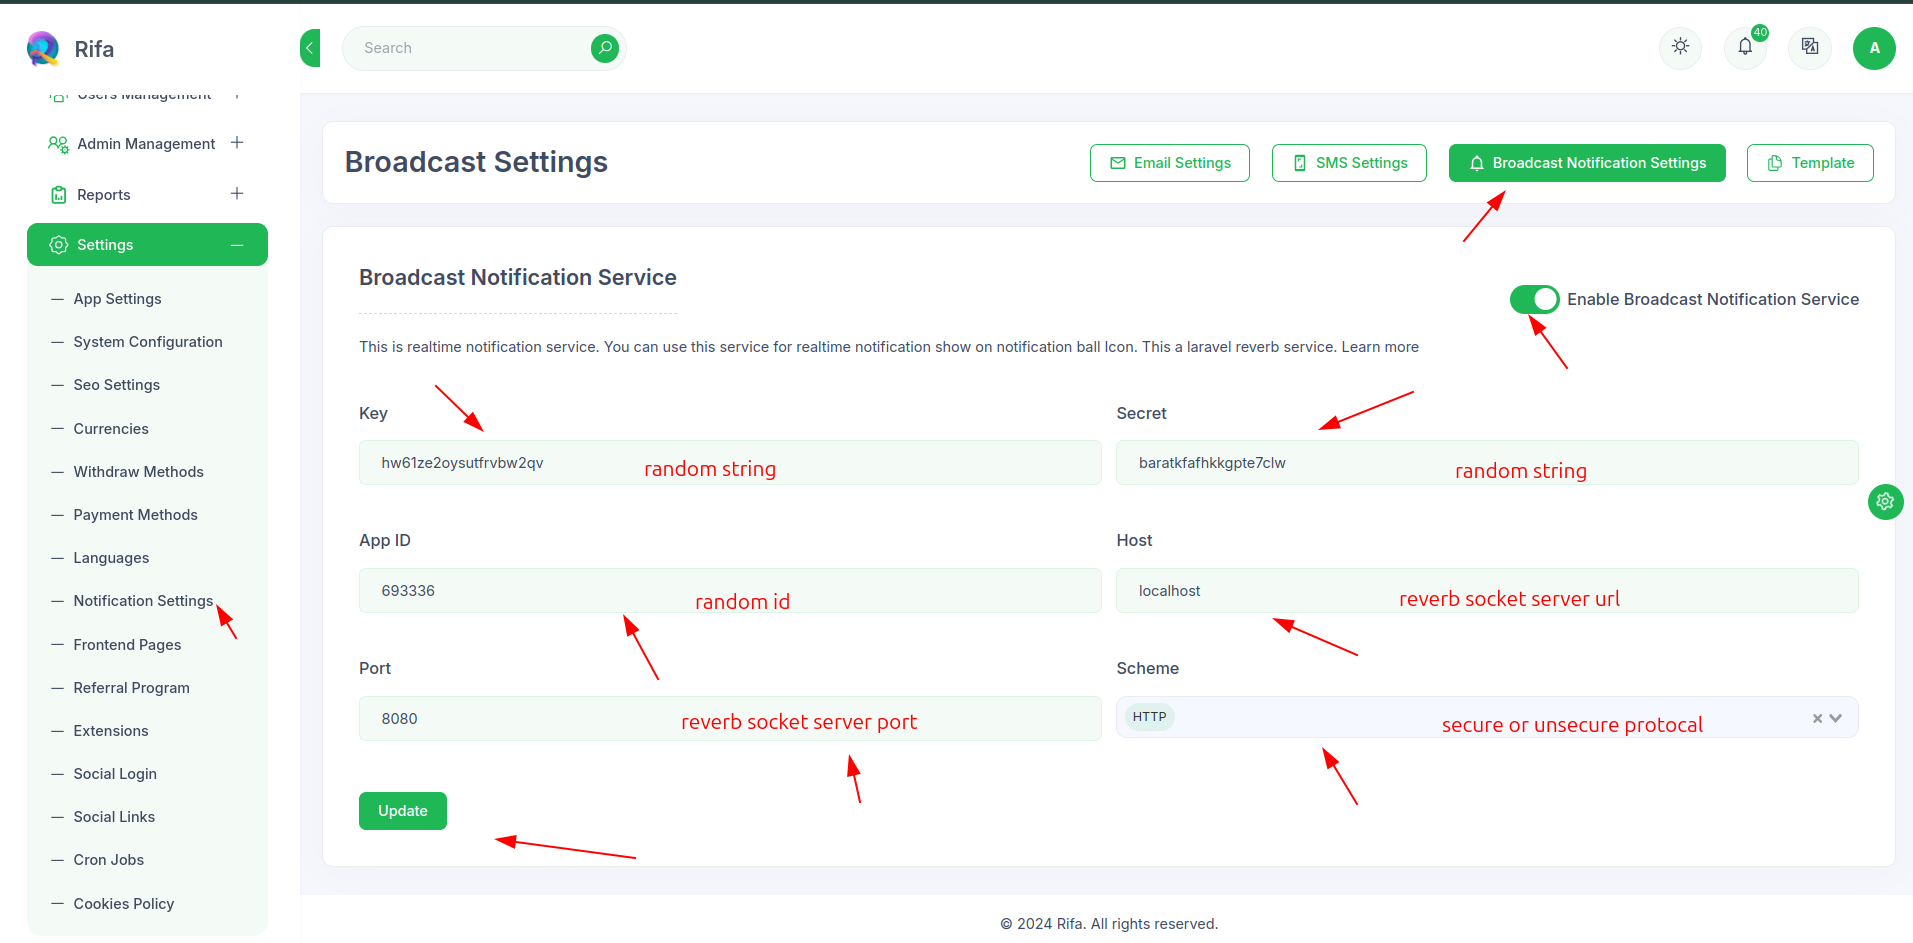 Rifa
Search
40
A
Users Management
Admin Management
Reports
Settings
App Settings
System Configuration
Seo Settings
Currencies
Withdraw Methods
Payment Methods
Languages
Notification Settings
Frontend Pages
Referral Program
Extensions
Social Login
Social Links
Cron Jobs
Cookies Policy
Broadcast Settings
Email Settings
SMS Settings
Broadcast Notification Settings
Template
Broadcast Notification Service
Enable Broadcast Notification Service
This is realtime notification service. You can use this service for realtime notification show on notification ball Icon. This a laravel reverb service. Learn more
Key
Secret
hw61ze2oysutfrvbw2qv
random string
baratkfafhkkgpte7clw
random string
App ID
Host
693336
random id
localhost
reverb socket server url
Port
Scheme
8080
reverb socket server port
HTTP
secure or unsecure protocal
Update
© 2024 Rifa. All rights reserved.